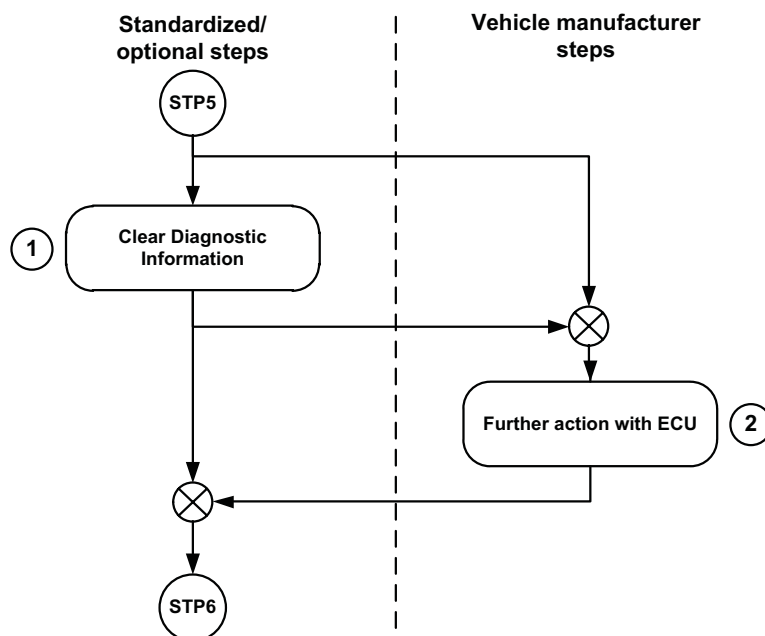 Standardized/
optional steps
Vehicle manufacturer
steps
STP5
1
Clear Diagnostic
Information
Further action with ECU
2
STP6